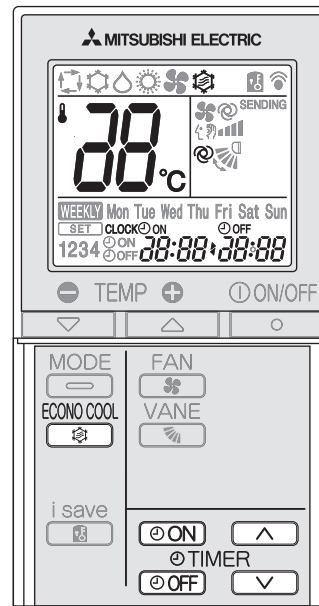 MITSUBISHI ELECTRIC
SENDING
88°C
WEEKLY Mon Tue Wed Thu Fri Sat Sun
SET CLOCK ON OFF
1234 ON OFF 88:88 88:88
TEMP ON/OFF
MODE FAN
ECONO COOL VANE
i save
ON
TIMER
OFF